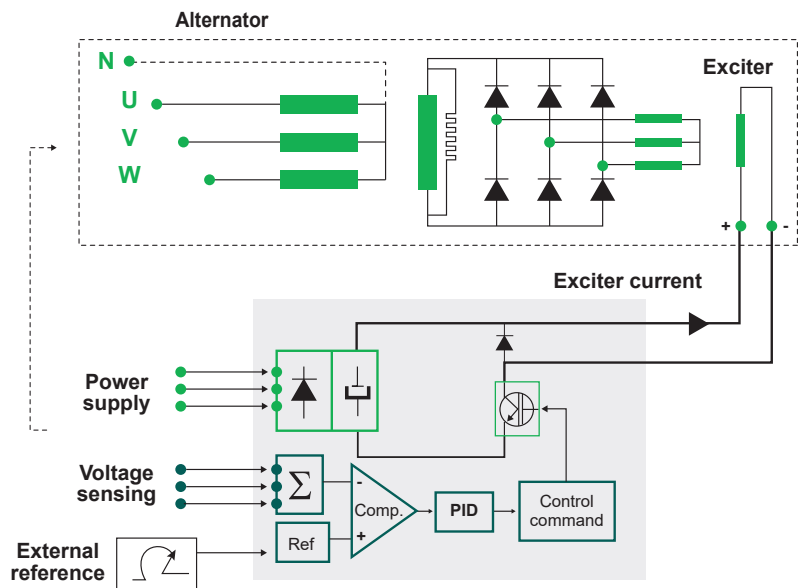 Alternator
N
U
V
W
Exciter
+ -
Exciter current
Power
supply
Voltage
sensing
Σ
-
Comp.
+
PID
Control
command
Ref
External
reference